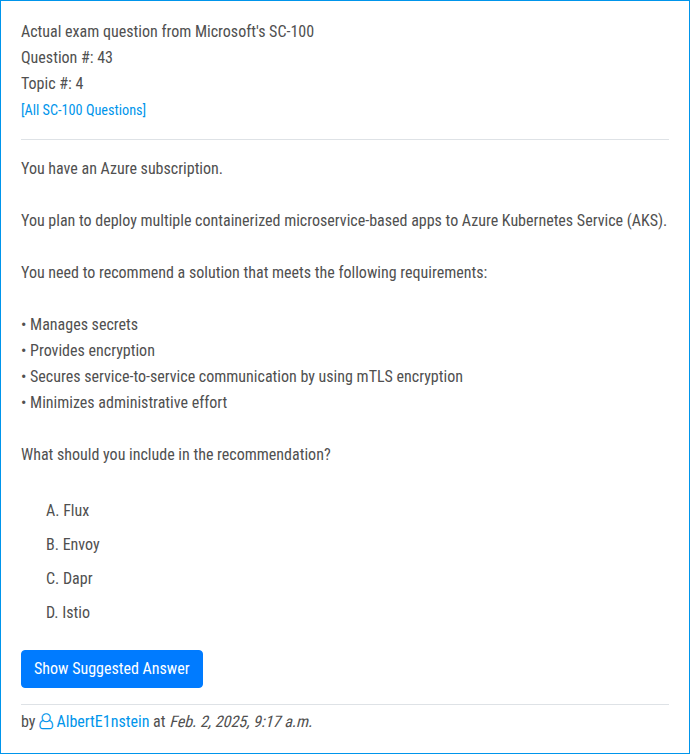 Actual exam question from Microsoft's SC-100
Question #: 43
Topic #: 4
[All SC-100 Questions]
You have an Azure subscription.
You plan to deploy multiple containerized microservice-based apps to Azure Kubernetes Service (AKS).
You need to recommend a solution that meets the following requirements:
• Manages secrets
• Provides encryption
• Secures service-to-service communication by using mTLS encryption
• Minimizes administrative effort
What should you include in the recommendation?
A. Flux
B. Envoy
C. Dapr
D. Istio
Show Suggested Answer
by AlbertE1nstein at Feb. 2, 2025, 9:17 a.m.